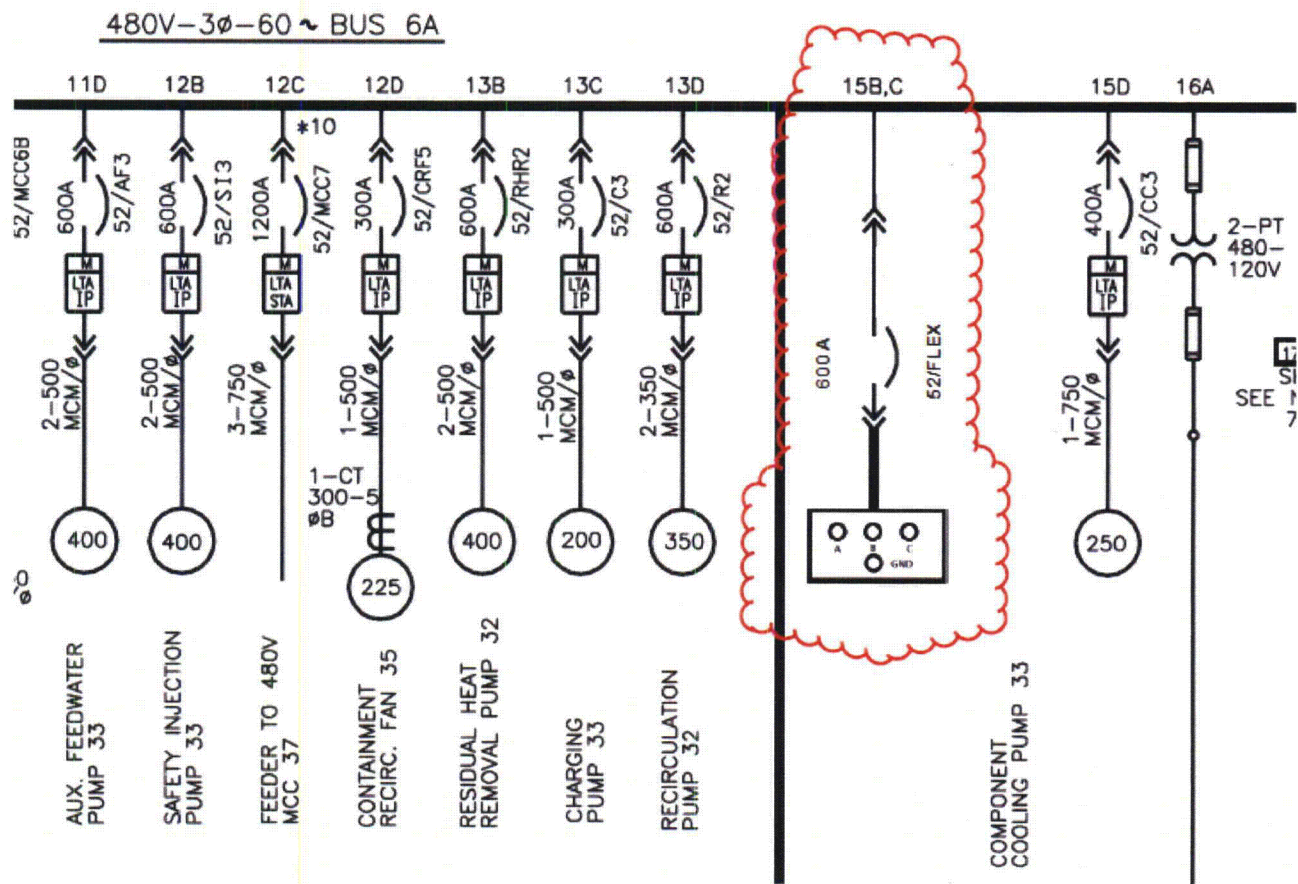 480V-3ø-60 ~ BUS 6A
11D
12B
12C
12D
13B
13C
13D
15B,C
15D
16A
*10
52/MCC6B
600A
52/AF3
600A
52/SI3
1200A
52/MCC7
300A
52/CRF5
600A
52/RHR2
300A
52/C3
600A
52/R2
600A
52/FLEX
400A
52/CC3
2-PT
480-
120V
M
LTA
IP
M
LTA
IP
M
LTA
STA
M
LTA
IP
M
LTA
IP
M
LTA
IP
M
LTA
IP
M
LTA
IP
2-500
MCM/ø
2-500
MCM/ø
3-750
MCM/ø
1-500
MCM/ø
2-500
MCM/ø
1-500
MCM/ø
2-350
MCM/ø
1-750
MCM/ø
SEE
7
1-CT
300-5
øB
400
400
225
400
200
350
A
B
C
GND
250
AUX. FEEDWATER
PUMP 33
SAFETY INJECTION
PUMP 33
FEEDER TO 480V
MCC 37
CONTAINMENT
RECIRC. FAN 35
RESIDUAL HEAT
REMOVAL PUMP 32
CHARGING
PUMP 33
RECIRCULATION
PUMP 32
COMPONENT
COOLING PUMP 33